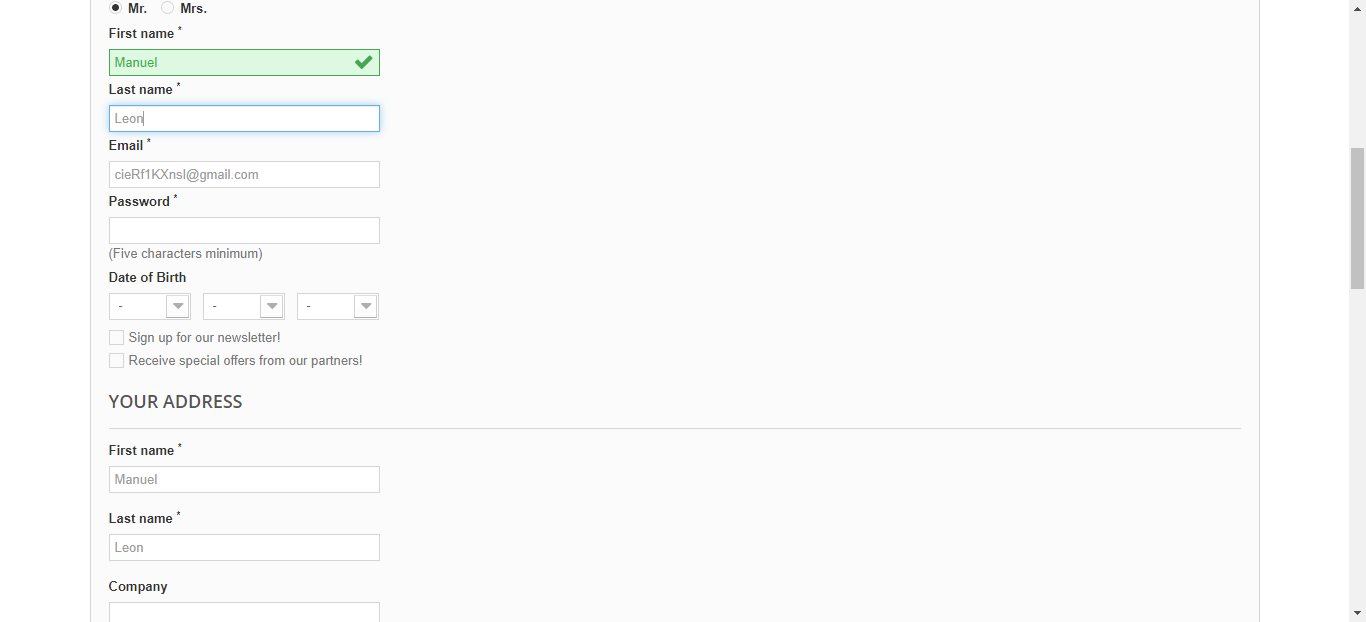 Mr. Mrs.
First name *
Manuel
Last name *
Leon
Email *
cieRf1KXnsl@gmail.com
Password *
(Five characters minimum)
Date of Birth
- - -
Sign up for our newsletter!
Receive special offers from our partners!
YOUR ADDRESS
First name *
Manuel
Last name *
Leon
Company